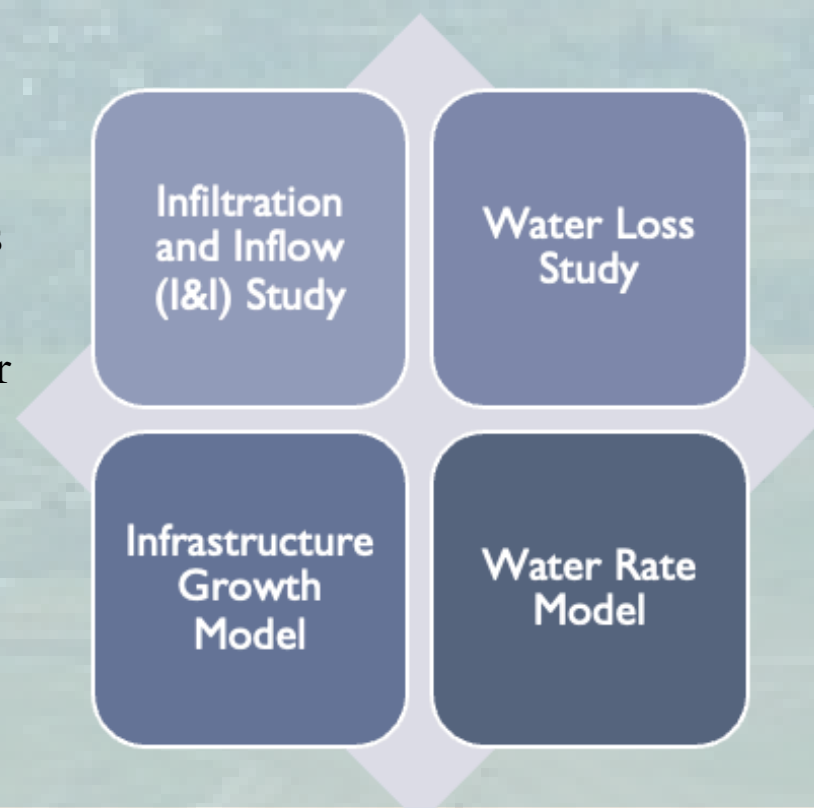 Infiltration
and Inflow
(I&I) Study
Water Loss
Study
s
r
Infrastructure
Growth
Model
Water Rate
Model